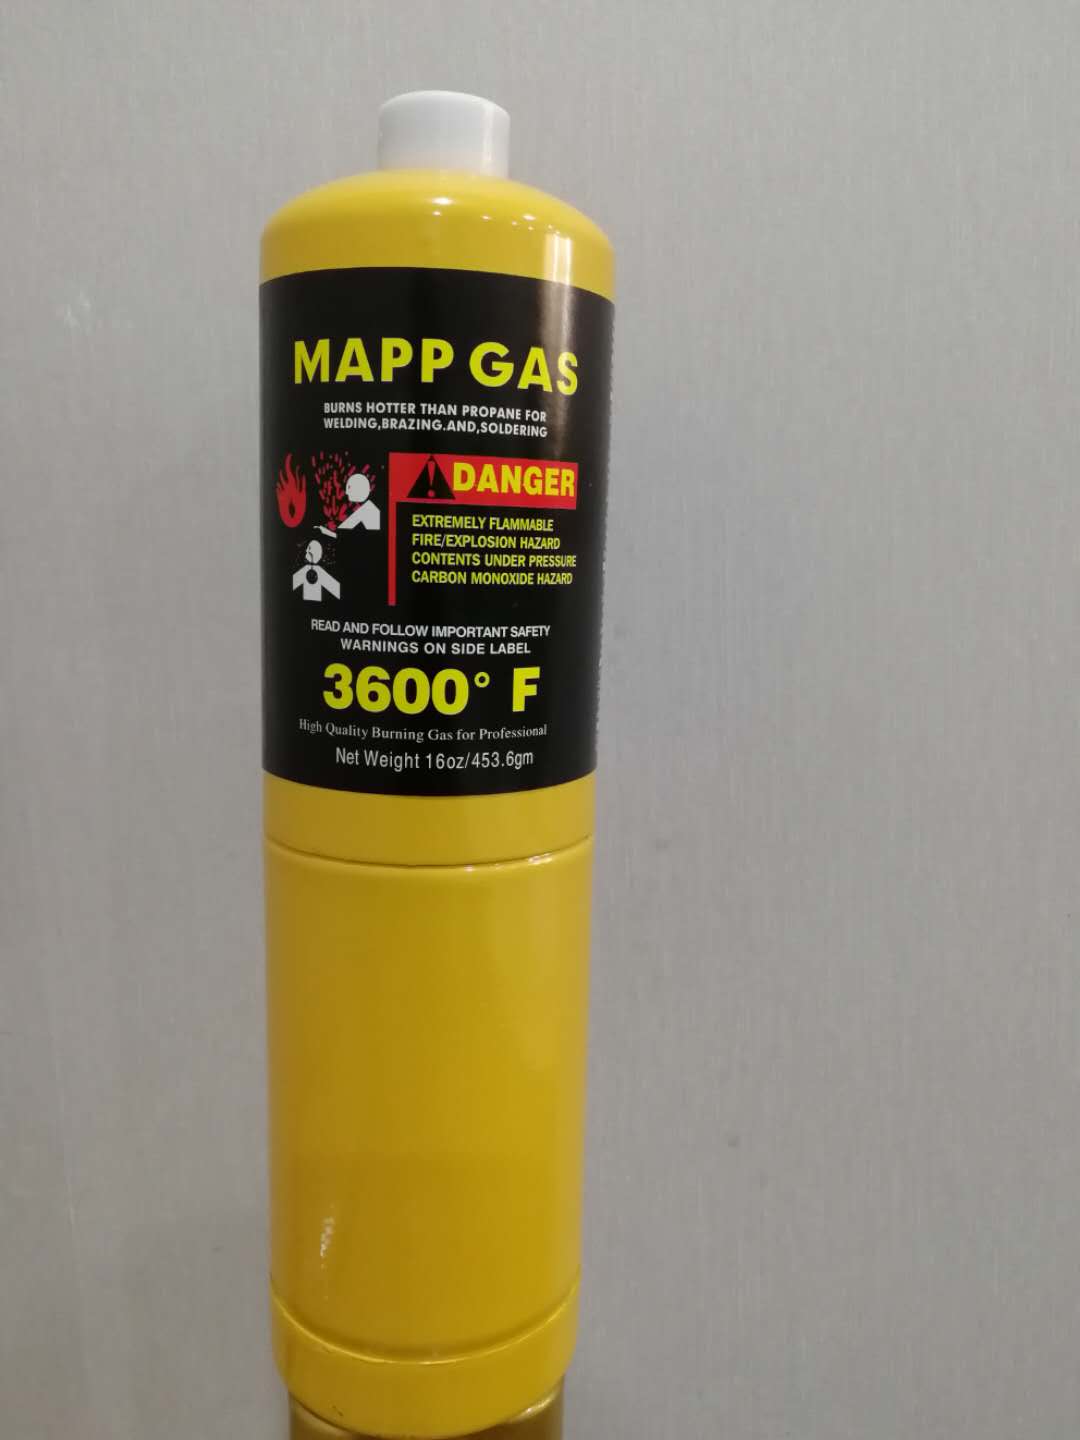 MAPP GAS
BURNS HOTTER THAN PROPANE FOR
WELDING,BRAZING.AND,SOLDERING
DANGER
EXTREMELY FLAMMABLE
FIRE/EXPLOSION HAZARD
CONTENTS UNDER PRESSURE
CARBON MONOXIDE HAZARD
READ AND FOLLOW IMPORTANT SAFETY
WARNINGS ON SIDE LABEL
3600° F
High Quality Burning Gas for Professional
Net Weight 16oz/453.6gm